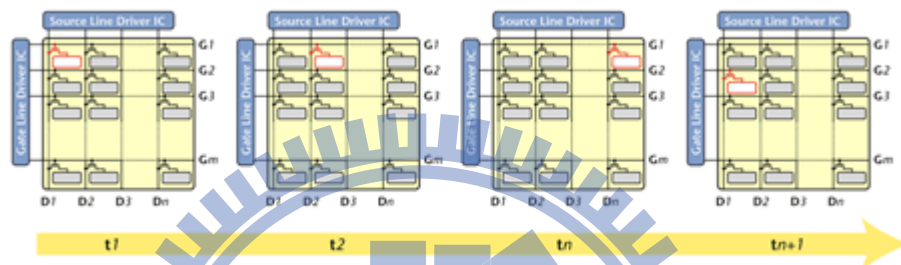 Source Line Driver IC
Gate Line Driver IC
G1
G2
G3
Gm
D1 D2 D3 Dn
t1
Source Line Driver IC
Gate Line Driver IC
G1
G2
G3
Gm
D1 D2 D3 Dn
t2
Source Line Driver IC
Gate Line Driver IC
G1
G2
G3
Gm
D1 D2 D3 Dn
tn
Source Line Driver IC
Gate Line Driver IC
G1
G2
G3
Gm
D1 D2 D3 Dn
tn+1